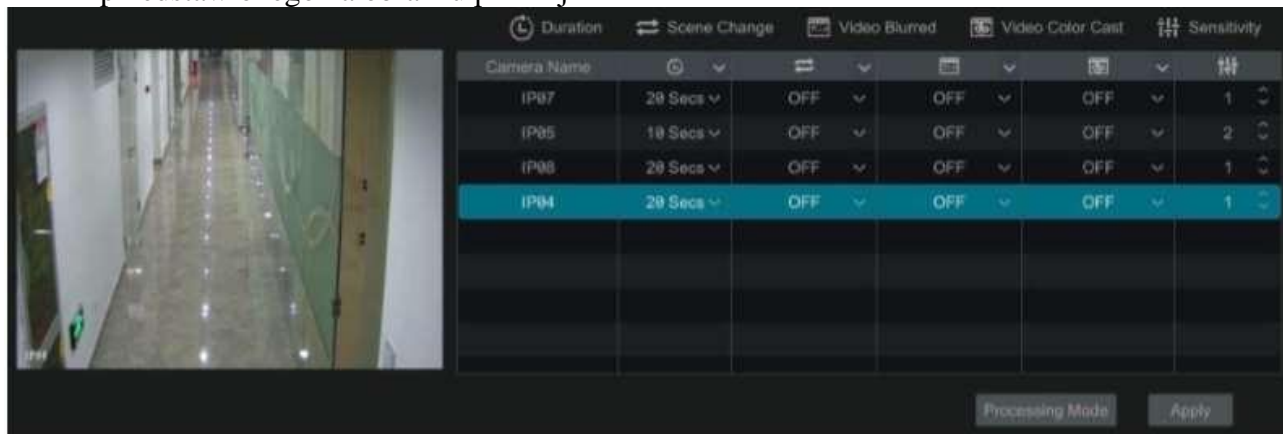 Duration Scene Change Video Blurred Video Color Cast Sensitivity
Camera Name
IP07 20 Secs OFF OFF OFF 1
IP05 10 Secs OFF OFF OFF 2
IP08 20 Secs OFF OFF OFF 1
IP04 20 Secs OFF OFF OFF 1
IP04
Processing Mode Apply